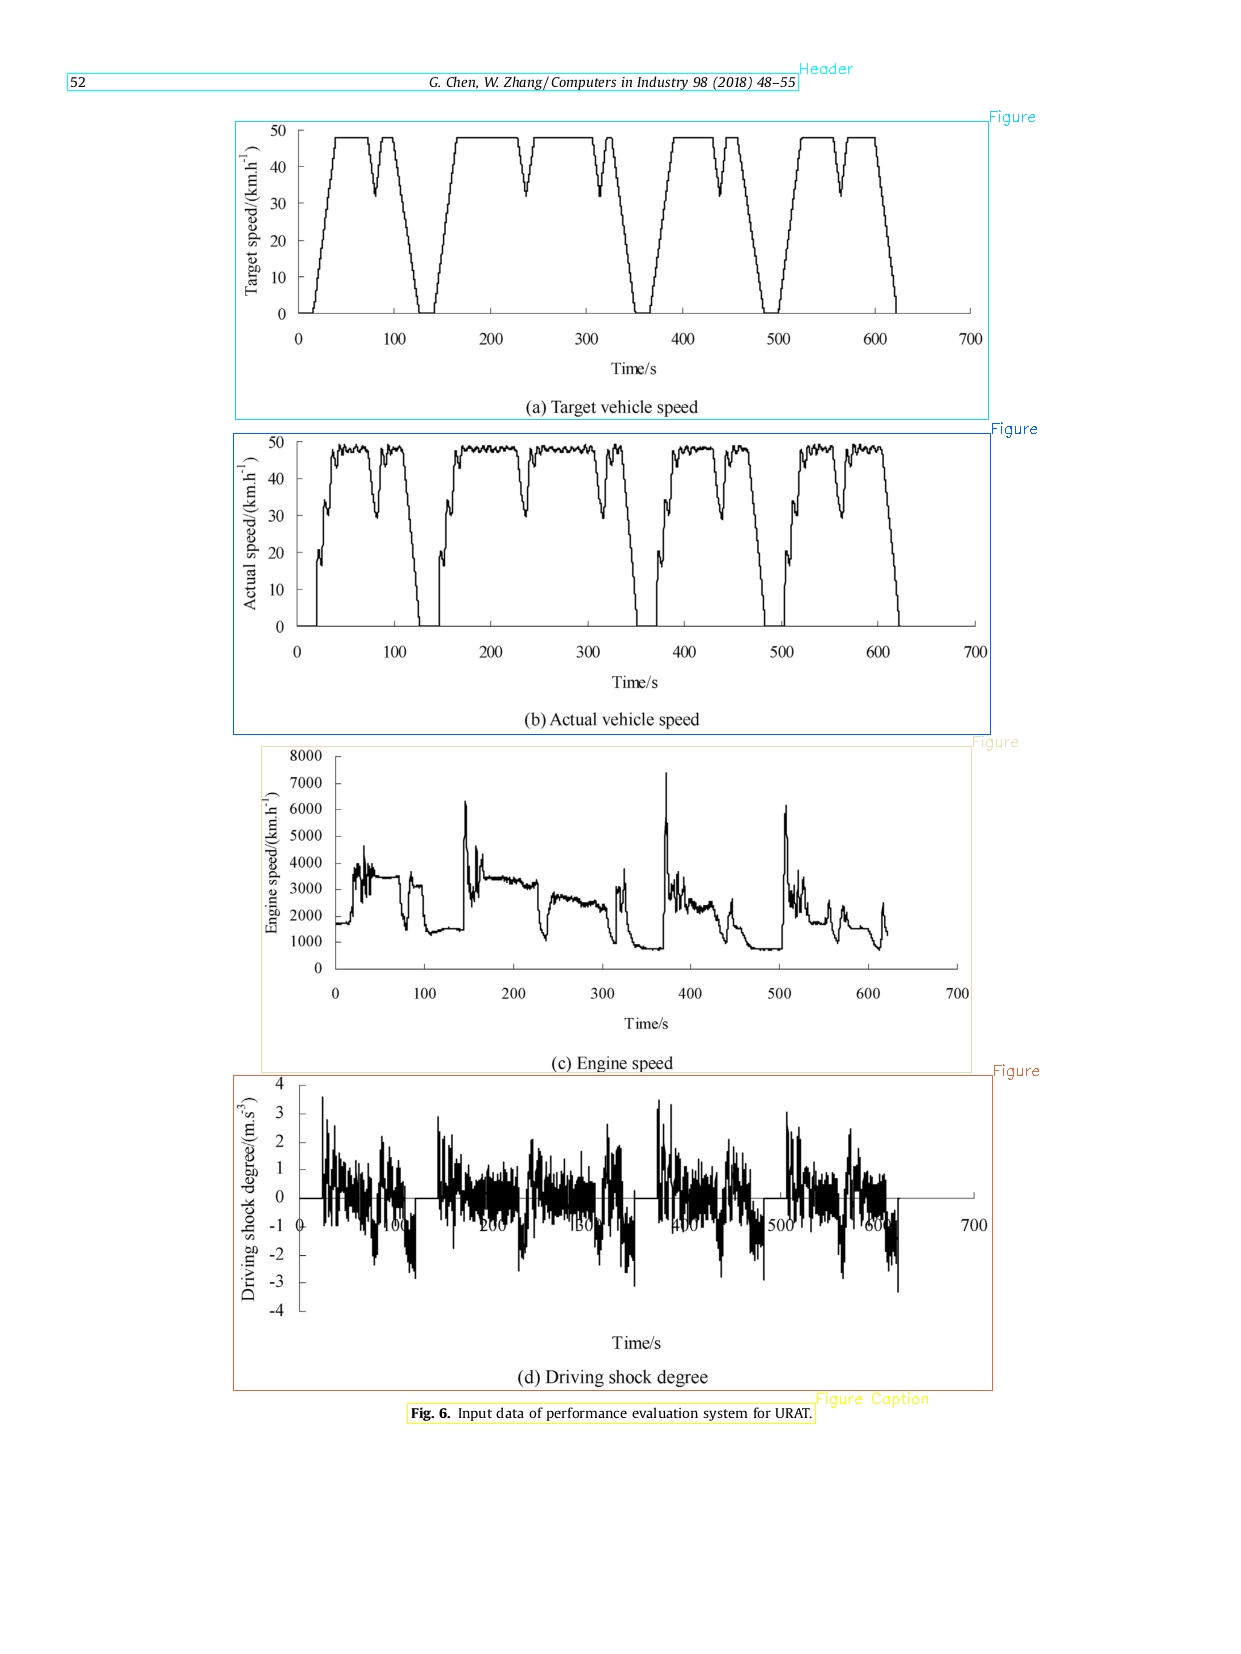 Header
52 G. Chen, W. Zhang / Computers in Industry 98 (2018) 48–55
Figure
Target speed/(km.h-1)
50
40
30
20
10
0
0 100 200 300 400 500 600 700
Time/s
(a) Target vehicle speed
Figure
Actual speed/(km.h-1)
50
40
30
20
10
0
0 100 200 300 400 500 600 700
Time/s
(b) Actual vehicle speed
Figure
Engine speed/(km.h-1)
8000
7000
6000
5000
4000
3000
2000
1000
0
0 100 200 300 400 500 600 700
Time/s
(c) Engine speed
Figure
Driving shock degree/(m.s-3)
4
3
2
1
0
-1
-2
-3
-4
0 100 200 300 400 500 600 700
Time/s
(d) Driving shock degree
Figure Caption
Fig. 6. Input data of performance evaluation system for URAT.